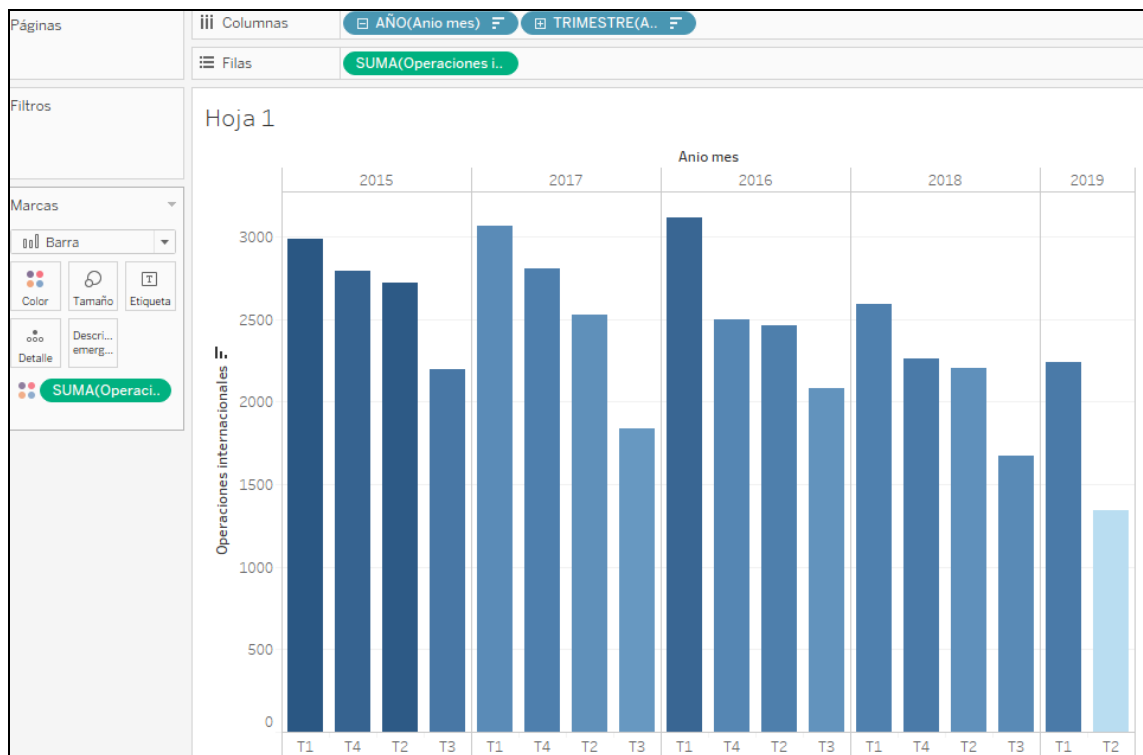 Páginas
Columnas
AÑO(Anio mes)
TRIMESTRE(A..
Filas
SUMA(Operaciones i..
Filtros
Marcas
Barra
Color
Tamaño
T
Etiqueta
Detalle
Descri...
emerg...
SUMA(Operaci..
Hoja 1
Anio mes
2015 2017 2016 2018 2019
Operaciones internacionales
3000
2500
2000
1500
1000
500
0
T1 T4 T2 T3 T1 T4 T2 T3 T1 T4 T2 T3 T1 T4 T2 T3 T1 T2